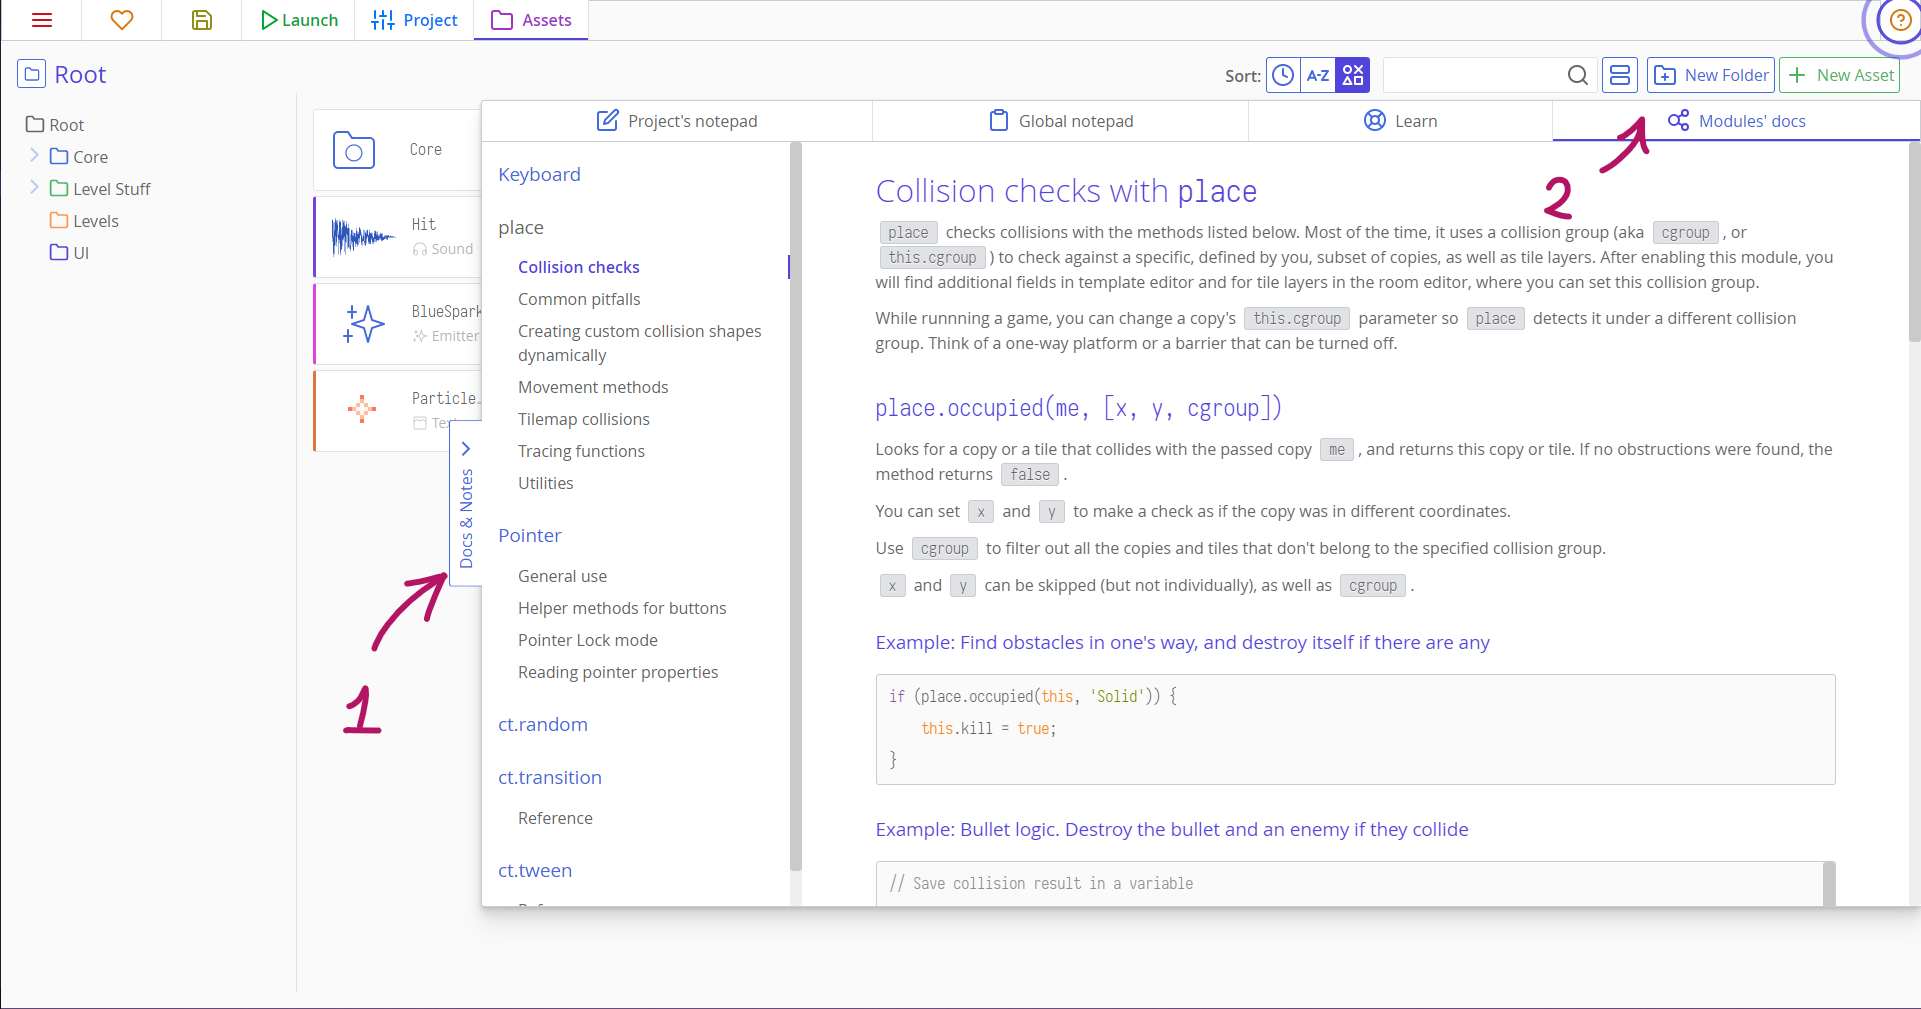 Launch
Project
Assets
?
Root
Sort:
A-Z
New Folder
New Asset
Root
Core
Level Stuff
Levels
UI
Core
Hit
Sound
BlueSpark
Emitter
Particle…
Tex
Docs & Notes
1
2
Project's notepad
Global notepad
Learn
Modules' docs
Keyboard
place
Collision checks
Common pitfalls
Creating custom collision shapes
dynamically
Movement methods
Tilemap collisions
Tracing functions
Utilities
Pointer
General use
Helper methods for buttons
Pointer Lock mode
Reading pointer properties
ct.random
ct.transition
Reference
ct.tween
Collision checks with place
place checks collisions with the methods listed below. Most of the time, it uses a collision group (aka cgroup , or
this.cgroup ) to check against a specific, defined by you, subset of copies, as well as tile layers. After enabling this module, you
will find additional fields in template editor and for tile layers in the room editor, where you can set this collision group.
While runnning a game, you can change a copy's this.cgroup parameter so place detects it under a different collision
group. Think of a one-way platform or a barrier that can be turned off.
place.occupied(me, [x, y, cgroup])
Looks for a copy or a tile that collides with the passed copy me , and returns this copy or tile. If no obstructions were found, the
method returns false .
You can set x and y to make a check as if the copy was in different coordinates.
Use cgroup to filter out all the copies and tiles that don't belong to the specified collision group.
x and y can be skipped (but not individually), as well as cgroup .
Example: Find obstacles in one's way, and destroy itself if there are any
if (place.occupied(this, 'Solid')) {
this.kill = true;
}
Example: Bullet logic. Destroy the bullet and an enemy if they collide
// Save collision result in a variable